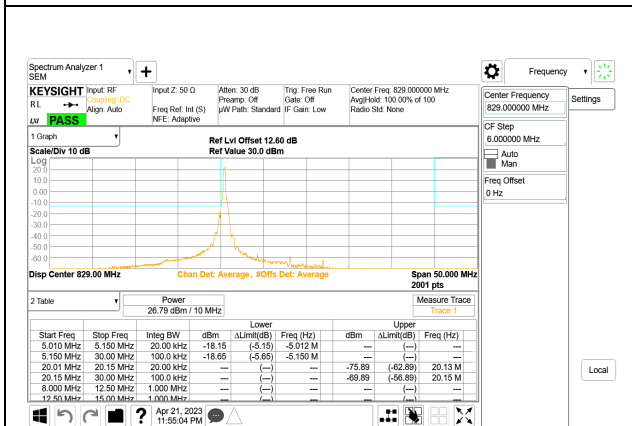 Spectrum Analyzer 1
SEM
Frequency
KEYSIGHT Input: RF Input Z: 50 Ω Atten: 30 dB Trig: Free Run Center Freq: 829.000000 MHz
RL Coupling: DC Preamp: Off Gate: Off Avg|Hold: 100.00% of 100
Align: Auto Freq Ref: Int (S) µW Path: Standard IF Gain: Low Radio Std: None
LXI PASS NFE: Adaptive
Center Frequency
829.000000 MHz
Settings
CF Step
6.000000 MHz
Auto
Man
Freq Offset
0 Hz
1 Graph
Ref Lvl Offset 12.60 dB
Scale/Div 10 dB Ref Value 30.0 dBm
Log
20.0
10.0
0.00
-10.0
-20.0
-30.0
-40.0
-50.0
-60.0
Disp Center 829.00 MHz Chan Det: Average, #Offs Det: Average Span 50.000 MHz
2001 pts
2 Table Power Measure Trace
26.79 dBm / 10 MHz Trace 1
Lower Upper
Start Freq Stop Freq Integ BW dBm ΔLimit(dB) Freq (Hz) dBm ΔLimit(dB) Freq (Hz)
5.010 MHz 5.150 MHz 20.00 kHz -18.15 (-5.15) -5.012 M --- (---) ---
5.150 MHz 30.00 MHz 100.0 kHz -18.65 (-5.65) -5.150 M --- (---) ---
20.01 MHz 20.15 MHz 20.00 kHz --- (---) --- -75.89 (-62.89) 20.13 M
20.15 MHz 30.00 MHz 100.0 kHz --- (---) --- -69.89 (-56.89) 20.15 M
8.000 MHz 12.50 MHz 1.000 MHz --- (---) --- --- (---) ---
12.50 MHz 15.00 MHz 1.000 MHz --- (---) --- --- (---) ---
Local
? Apr 21, 2023
11:55:04 PM